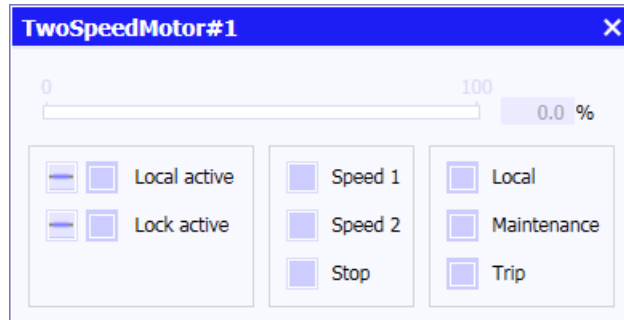 TwoSpeedMotor#1
0 100
0.0 %
Local active
Lock active
Speed 1
Speed 2
Stop
Local
Maintenance
Trip